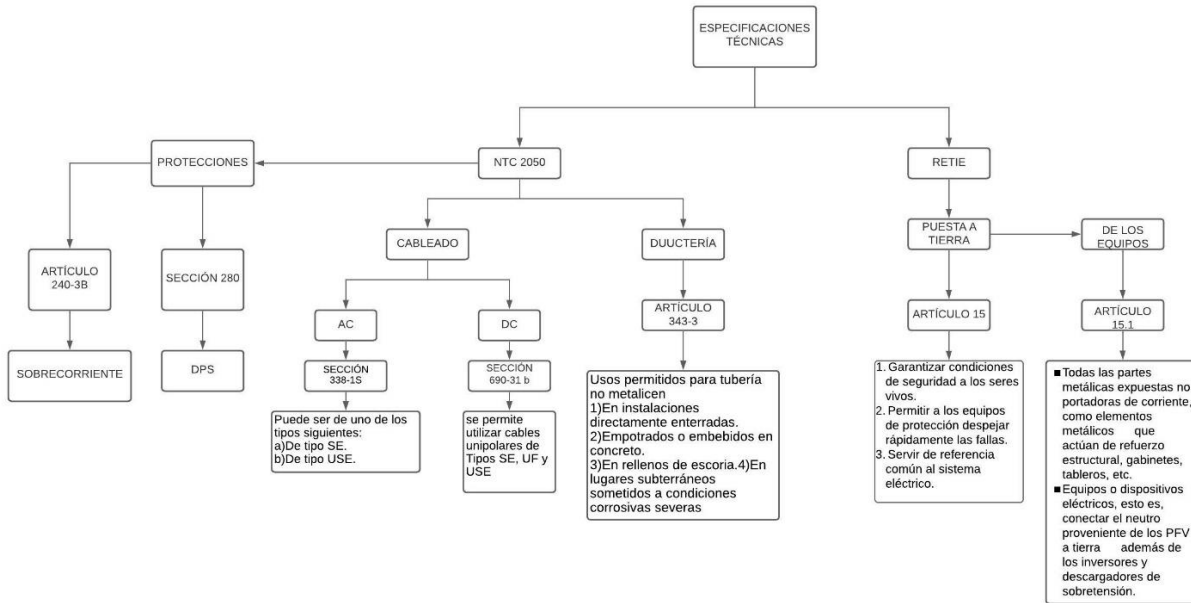 ESPECIFICACIONES
TÉCNICAS
PROTECCIONES
NTC 2050
RETIE
CABLEADO
DUUCTERÍA
PUESTA A
TIERRA
DE LOS
EQUIPOS
ARTÍCULO
240-3B
SECCIÓN 280
AC
DC
ARTÍCULO
343-3
ARTÍCULO 15
ARTÍCULO
15.1
SOBRECORRIENTE
DPS
SECCIÓN
338-1S
SECCIÓN
690-31 b
Puede ser de uno de los
tipos siguientes:
a)De tipo SE.
b)De tipo USE.
se permite
utilizar cables
unipolares de
Tipos SE, UF y
USE
Usos permitidos para tubería
no metalicen
1)En instalaciones
directamente enterradas.
2)Empotrados o embebidos en
concreto.
3)En rellenos de escoria.4)En
lugares subterráneos
sometidos a condiciones
corrosivas severas
1. Garantizar condiciones
de seguridad a los seres
vivos.
2. Permitir a los equipos
de protección despejar
rápidamente las fallas.
3. Servir de referencia
común al sistema
eléctrico.
■ Todas las partes
metálicas expuestas no
portadoras de corriente,
como elementos
metálicos que
actúan de refuerzo
estructural, gabinetes,
tableros, etc.
■ Equipos o dispositivos
eléctricos, esto es,
conectar el neutro
proveniente de los PFV
a tierra además de
los inversores y
descargadores de
sobretensión.